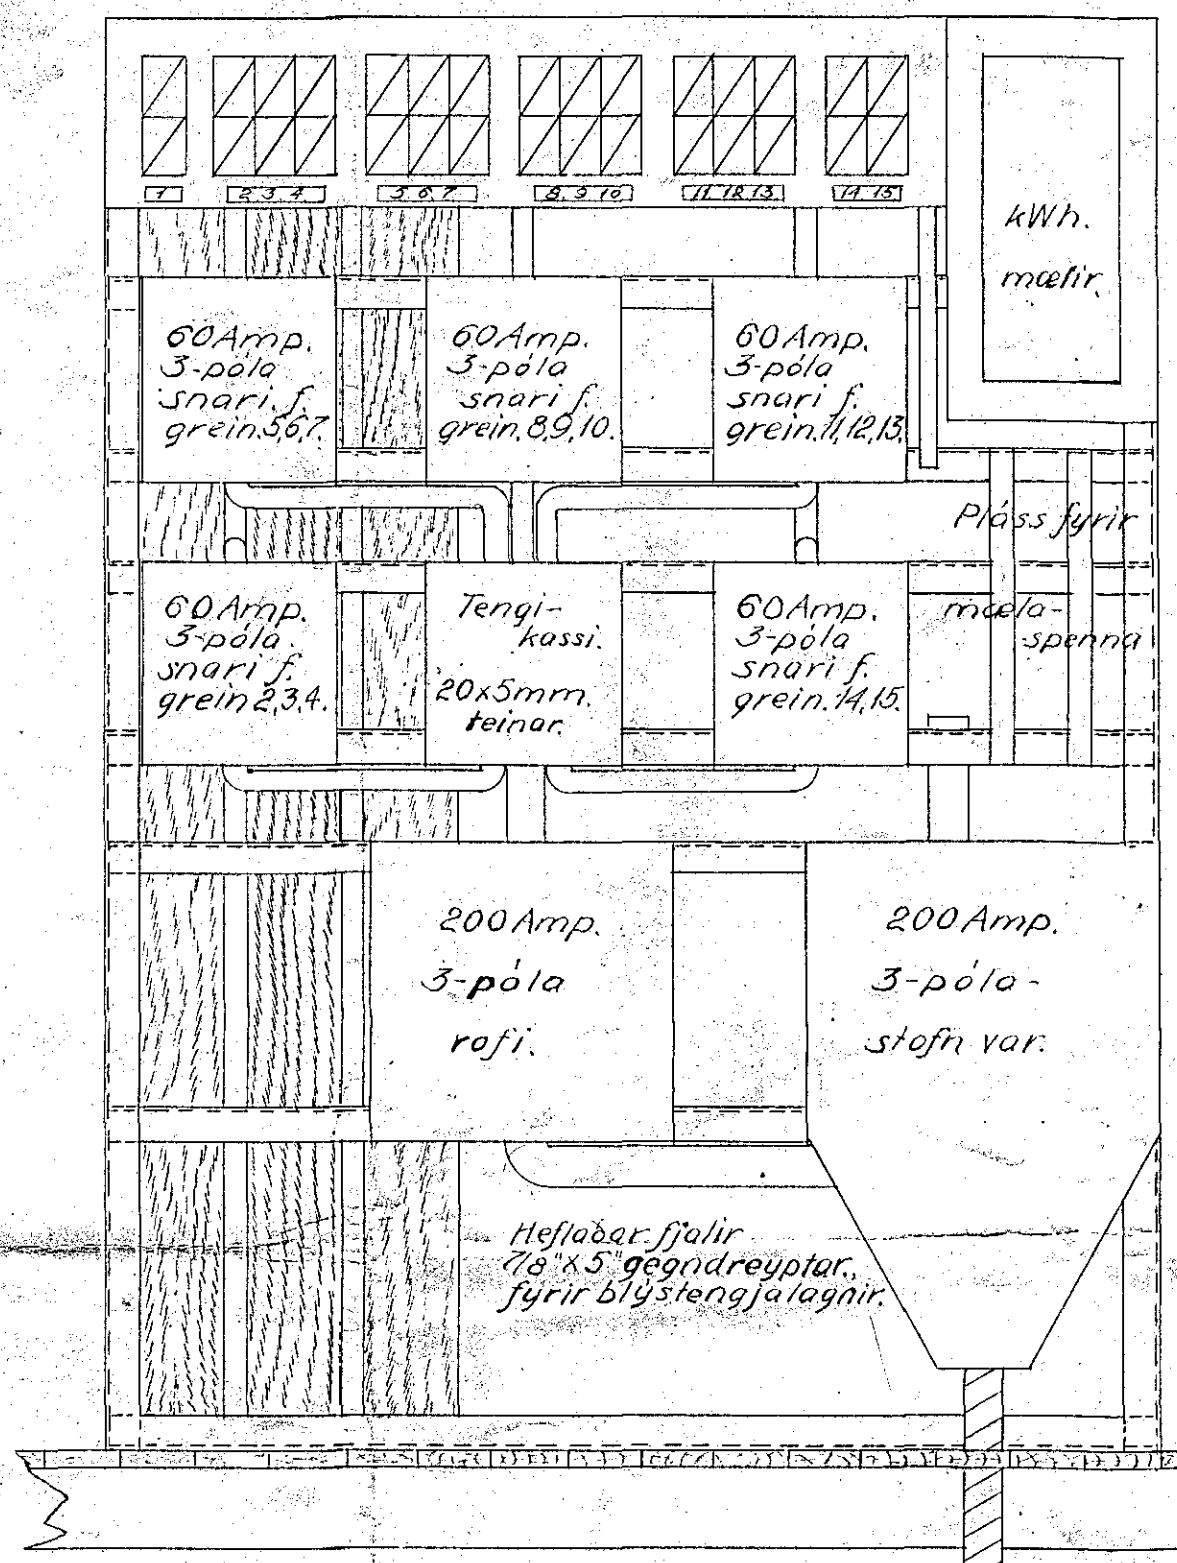 1
2 3 4
5 6 7
8, 9 10
11 12 13
14 15
kWh.
mælir.
60 Amp.
3-póla
snari. f.
grein. 5,6,7.
60 Amp.
3-póla
snari f.
grein. 8,9,10.
60 Amp.
3-póla
snari f.
grein. 11,12,13.
Pláss fyrir
mæla-
spenna
60 Amp.
3-póla.
snari f.
grein 2,3,4.
Tengi-
kassi.
20x5mm.
teinar.
60 Amp.
3-póla
snari f.
grein. 14,15.
200 Amp.
3-póla
rofi.
200 Amp.
3-póla-
stofn var.
Heflaðar fjalir
7/8"x5" gegndreyptar,
fyrir blýstengjalagnir.